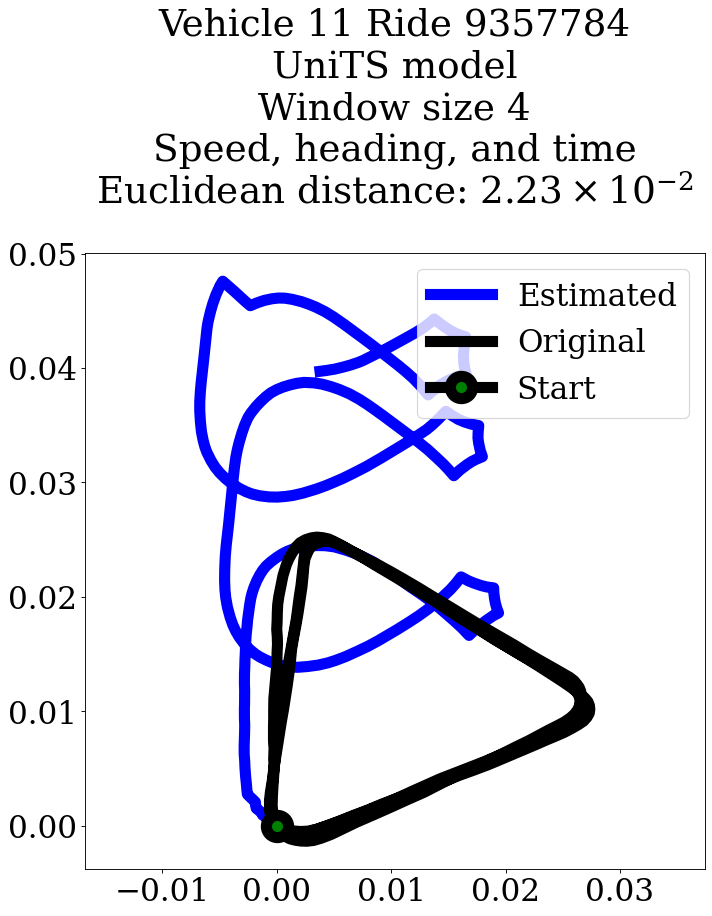 Vehicle 11 Ride 9357784
UniTS model
Window size 4
Speed, heading, and time
Euclidean distance: 2.23 × 10⁻²
0.05
Estimated
Original
Start
0.04
0.03
0.02
0.01
0.00
−0.01 0.00 0.01 0.02 0.03